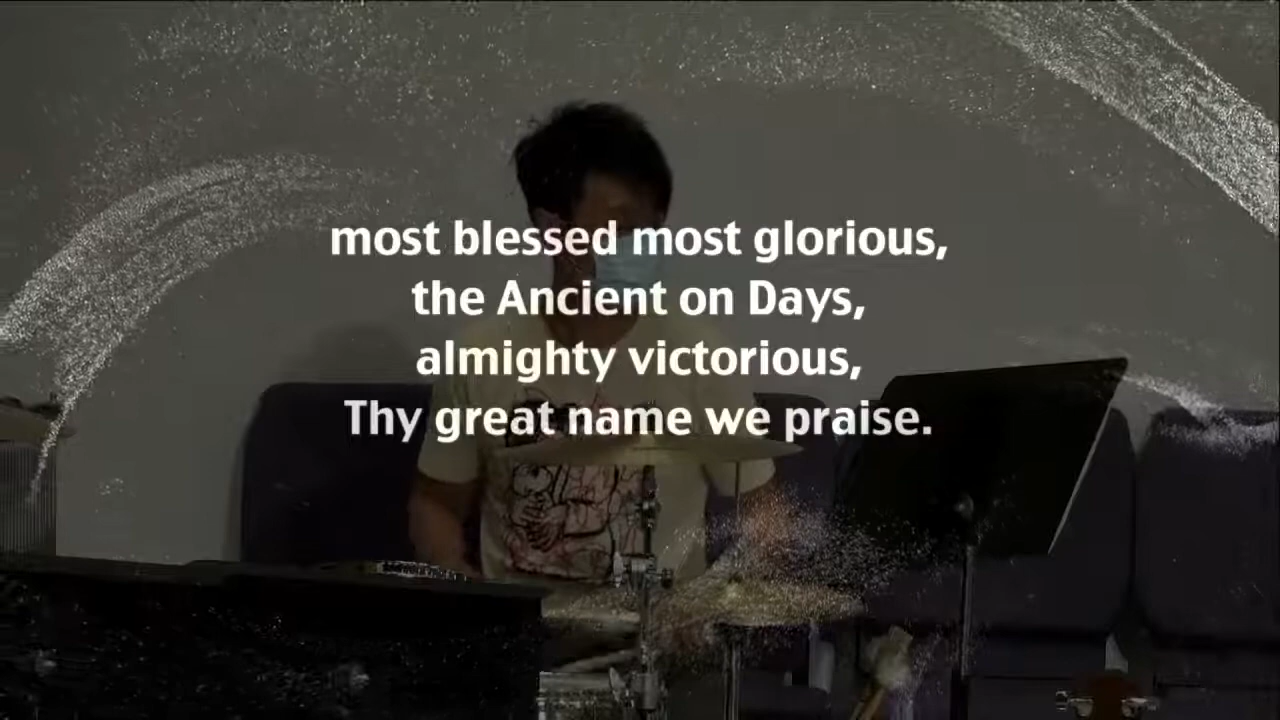 most blessed most glorious,
the Ancient on Days,
almighty victorious,
Thy great name we praise.